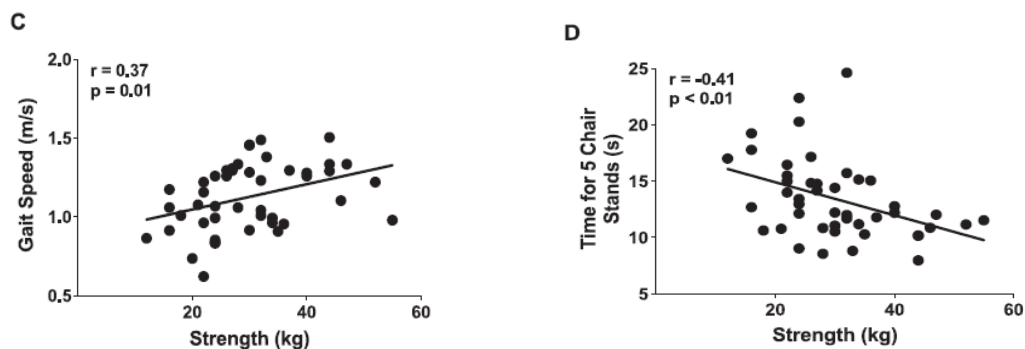 C
2.0
r = 0.37
p = 0.01
1.5
1.0
0.5
Gait Speed (m/s)
20
40
60
Strength (kg)
D
25
r = -0.41
p < 0.01
20
15
10
5
Time for 5 Chair
Stands (s)
20
40
60
Strength (kg)